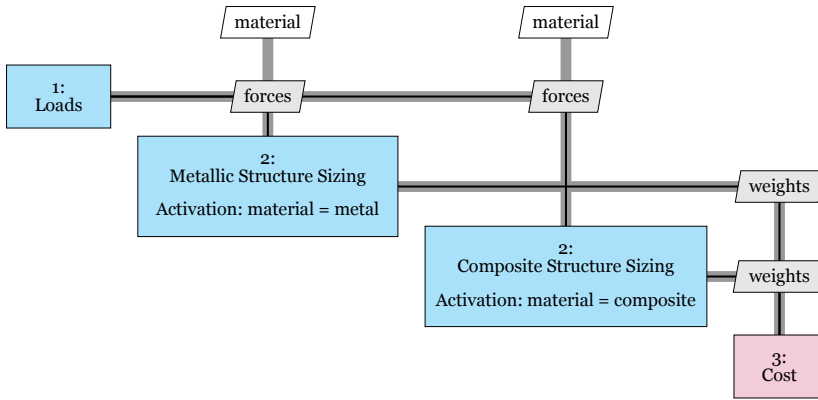 material
material
1:
Loads
forces
forces
2:
Metallic Structure Sizing
Activation: material = metal
weights
2:
Composite Structure Sizing
Activation: material = composite
weights
3:
Cost